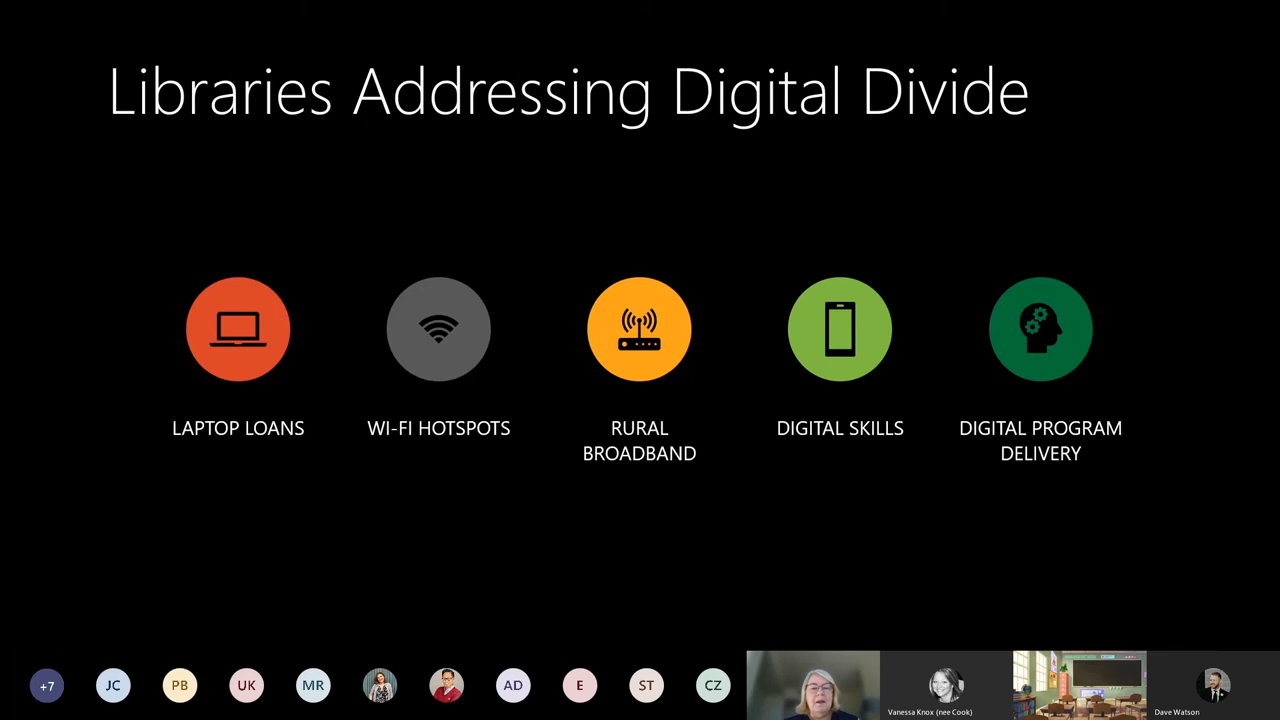 Libraries Addressing Digital Divide
LAPTOP LOANS
WI-FI HOTSPOTS
RURAL
BROADBAND
DIGITAL SKILLS
DIGITAL PROGRAM
DELIVERY
+7
JC
PB
UK
MR
AD
E
ST
CZ
Vanessa Knox (nee Cook)
Dave Watson